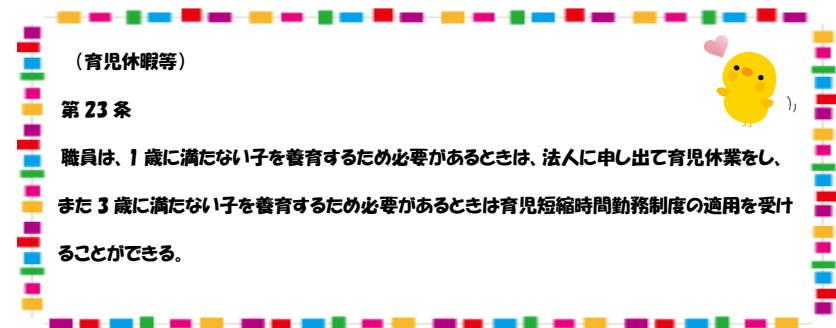 （育児休暇等）
第 23 条
職員は、1 歳に満たない子を養育するため必要があるときは、法人に申し出て育児休業をし、
また 3 歳に満たない子を養育するため必要があるときは育児短縮時間勤務制度の適用を受け
ることができる。